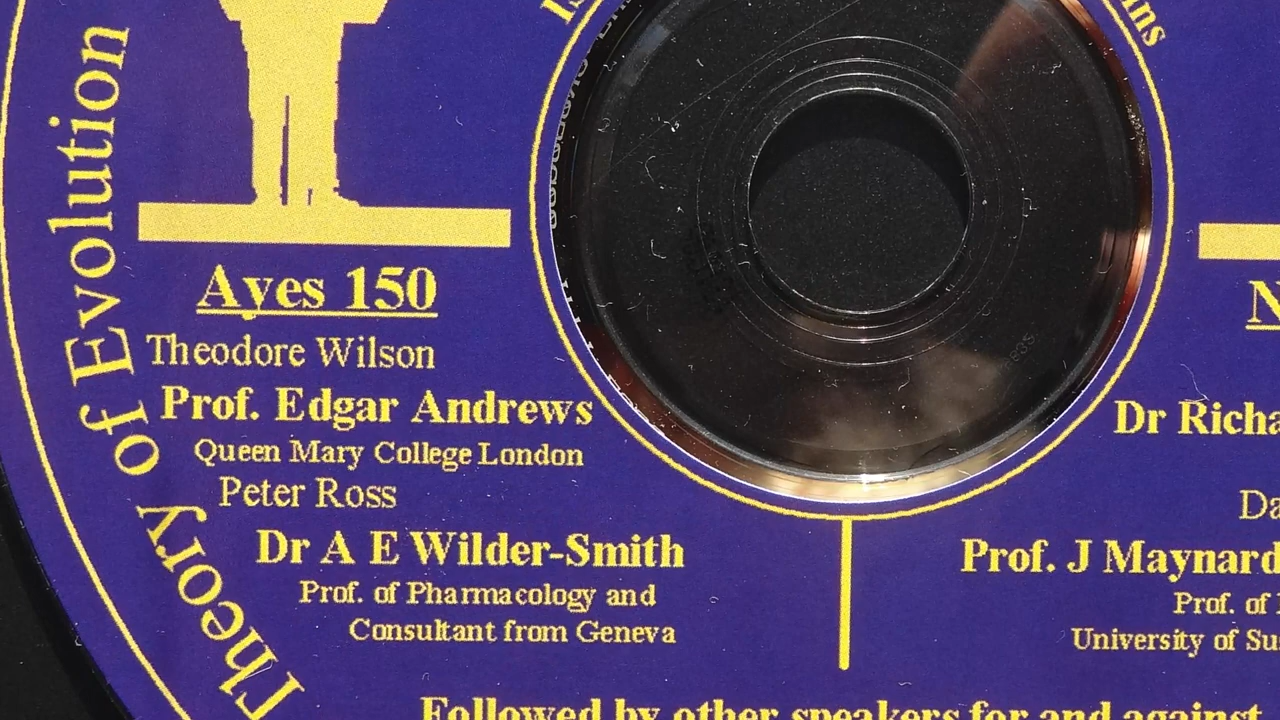 Theory of Evolution
Ayes 150
Theodore Wilson
Prof. Edgar Andrews
Queen Mary College London
Peter Ross
Dr A E Wilder-Smith
Prof. of Pharmacology and
Consultant from Geneva
N
Dr Richa
Da
Prof. J Maynard
Prof. of
University of Su
Followed by other speakers for and against